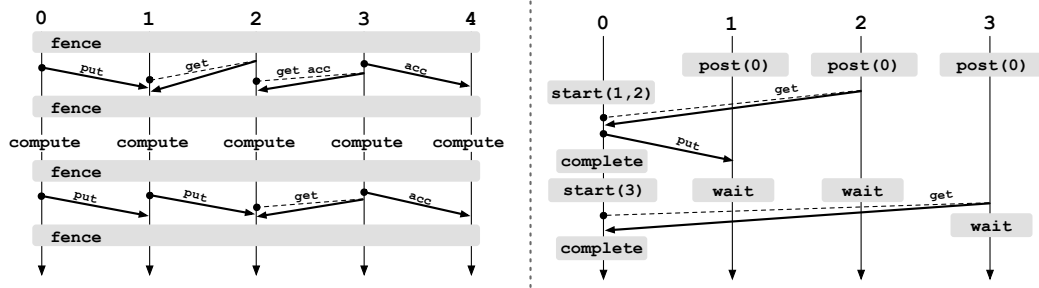 0 1 2 3 4
fence
put get get acc acc
fence
compute compute compute compute compute
fence
put put get acc
fence
0 1 2 3
post(0) post(0) post(0)
start(1,2) get
put
complete
start(3) wait wait get
wait
complete